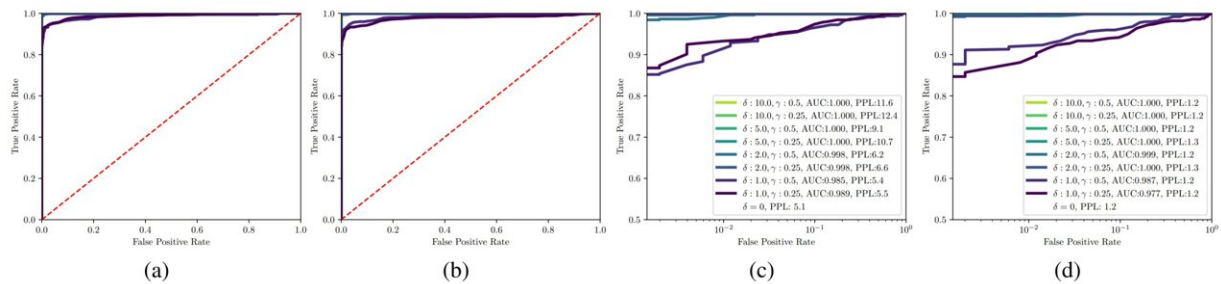 1.0
0.8
0.6
0.4
0.2
0.0
True Positive Rate
0.0 0.2 0.4 0.6 0.8 1.0
False Positive Rate
(a)
1.0
0.8
0.6
0.4
0.2
0.0
True Positive Rate
0.0 0.2 0.4 0.6 0.8 1.0
False Positive Rate
(b)
1.0
0.9
0.8
0.7
0.6
0.5
True Positive Rate
δ : 10.0, γ : 0.5, AUC:1.000, PPL:11.6
δ : 10.0, γ : 0.25, AUC:1.000, PPL:12.4
δ : 5.0, γ : 0.5, AUC:1.000, PPL:9.1
δ : 5.0, γ : 0.25, AUC:1.000, PPL:10.7
δ : 2.0, γ : 0.5, AUC:0.998, PPL:6.2
δ : 2.0, γ : 0.25, AUC:0.998, PPL:6.6
δ : 1.0, γ : 0.5, AUC:0.985, PPL:5.4
δ : 1.0, γ : 0.25, AUC:0.989, PPL:5.5
δ=0, PPL: 5.1
10⁻² 10⁻¹ 10⁰
False Positive Rate
(c)
1.0
0.9
0.8
0.7
0.6
0.5
True Positive Rate
δ : 10.0, γ : 0.5, AUC:1.000, PPL:1.2
δ : 10.0, γ : 0.25, AUC:1.000, PPL:1.2
δ : 5.0, γ : 0.5, AUC:1.000, PPL:1.2
δ : 5.0, γ : 0.25, AUC:1.000, PPL:1.3
δ : 2.0, γ : 0.5, AUC:0.999, PPL:1.2
δ : 2.0, γ : 0.25, AUC:1.000, PPL:1.3
δ : 1.0, γ : 0.5, AUC:0.987, PPL:1.2
δ : 1.0, γ : 0.25, AUC:0.977, PPL:1.2
δ=0, PPL: 1.2
10⁻² 10⁻¹ 10⁰
False Positive Rate
(d)